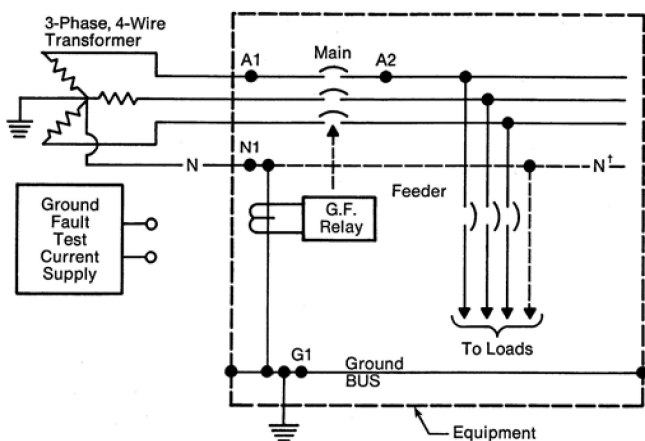 3-Phase, 4-Wire
Transformer
A1
Main
A2
N
N1
N†
Feeder
G.F.
Relay
Ground
Fault
Test
Current
Supply
To Loads
G1
Ground
BUS
Equipment